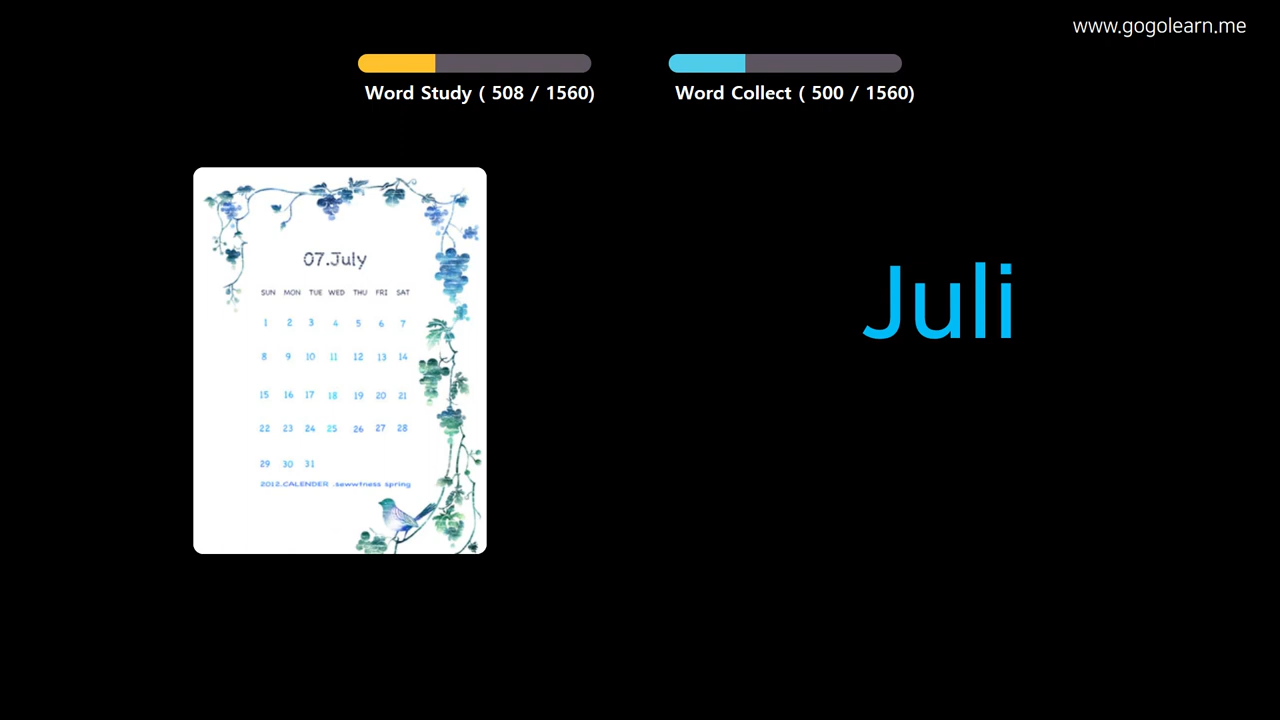 www.gogolearn.me
Word Study ( 508 / 1560)
Word Collect ( 500 / 1560)
07.July
SUN MON TUE WED THU FRI SAT
1 2 3 4 5 6 7
8 9 10 11 12 13 14
15 16 17 18 19 20 21
22 23 24 25 26 27 28
29 30 31
2012.CALENDER .sewwtness spring
Juli